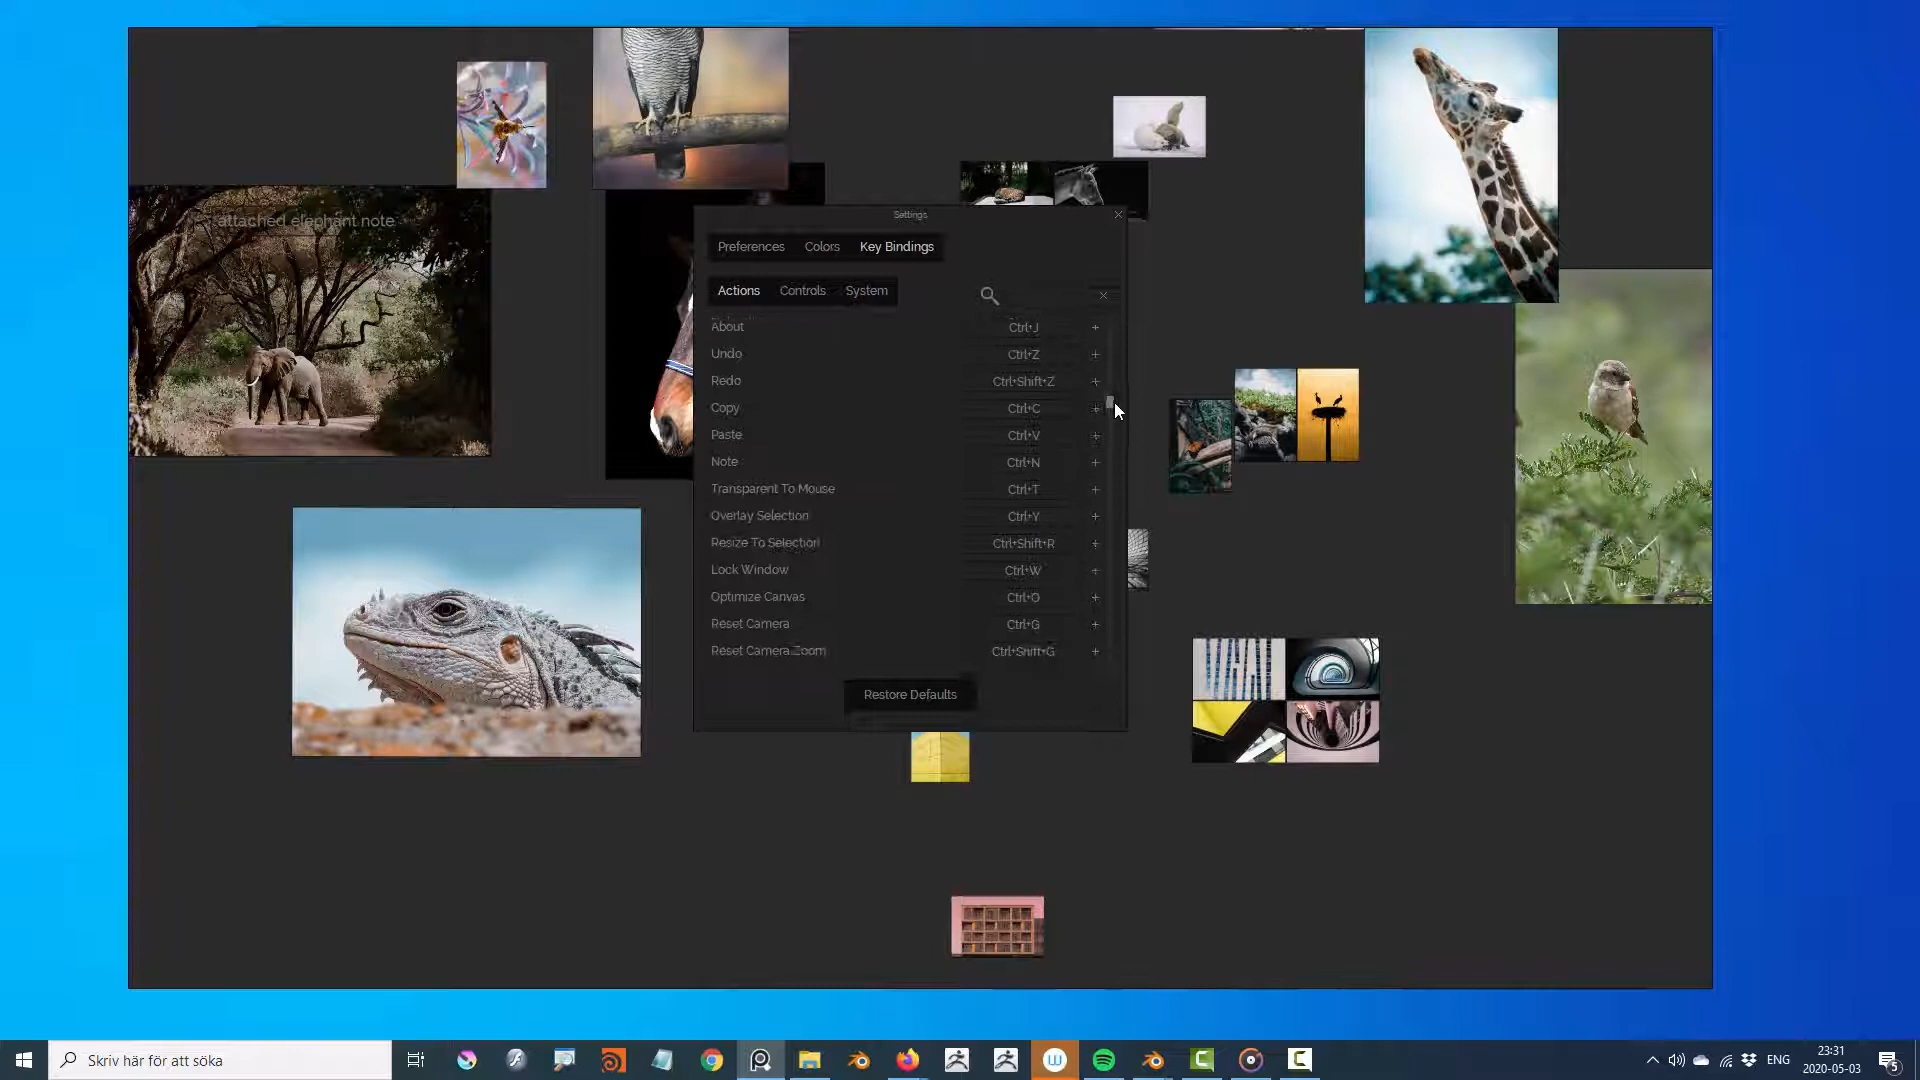 attached elephant note
Settings
Preferences Colors Key Bindings
Actions Controls System
About Ctrl+J +
Undo Ctrl+Z +
Redo Ctrl+Shift+Z +
Copy Ctrl+C +
Paste Ctrl+V +
Note Ctrl+N +
Transparent To Mouse Ctrl+T +
Overlay Selection Ctrl+Y +
Resize To Selection Ctrl+Shift+R +
Lock Window Ctrl+W +
Optimize Canvas Ctrl+O +
Reset Camera Ctrl+G +
Reset Camera Zoom Ctrl+Shift+G +
Restore Defaults
Skriv här för att söka
ENG
23:31
2020-05-03
5